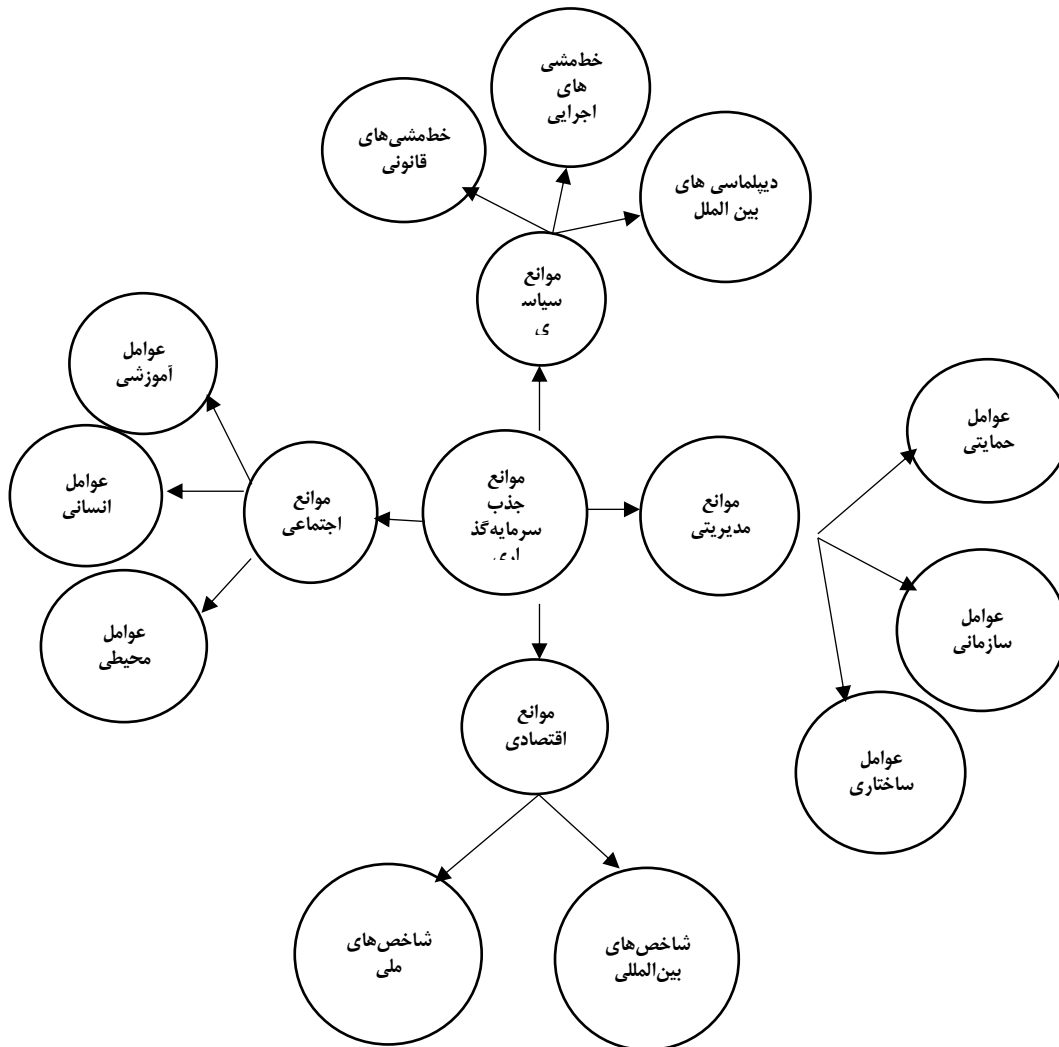 خط‌مشی
های
اجرایی
خط‌مشی‌های
قانونی
دیپلماسی های
بین الملل
موانع
سیاس
ی
عوامل
آموزشی
عوامل
حمایتی
عوامل
انسانی
موانع
اجتماعی
موانع
جذب
سرمایه‌گذ
اری
موانع
مدیریتی
عوامل
محیطی
عوامل
سازمانی
موانع
اقتصادی
عوامل
ساختاری
شاخص‌های
ملی
شاخص‌های
بین‌المللی